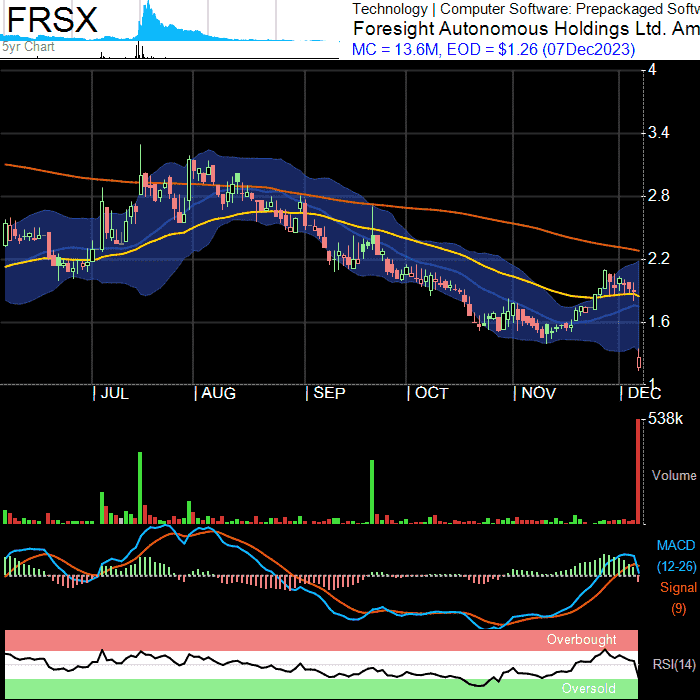 FRSX
Technology | Computer Software: Prepackaged Softw
Foresight Autonomous Holdings Ltd. Am
MC = 13.6M, EOD = $1.26 (07Dec2023)
5yr Chart
4
3.4
2.8
2.2
1.6
1
JUL
AUG
SEP
OCT
NOV
DEC
538k
Volume
MACD
(12-26)
Signal
(9)
Overbought
RSI(14)
Oversold